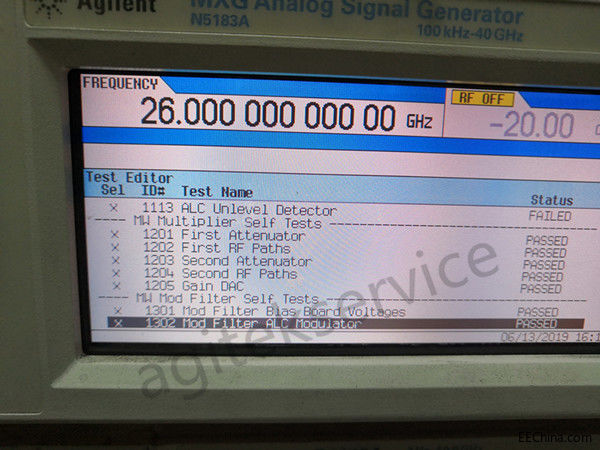 Agilent
MXG Analog Signal Generator
N5183A
100 kHz-40 GHz
FREQUENCY
26.000 000 000 00 GHz
RF OFF
-20.00
Test Editor
Sel ID# Test Name Status
X 1113 ALC Unlevel Detector FAILED
---- MW Multiplier Self Tests ----
X 1201 First Attenuator PASSED
X 1202 First RF Paths PASSED
X 1203 Second Attenuator PASSED
X 1204 Second RF Paths PASSED
X 1205 Gain DAC PASSED
---- MW Mod Filter Self Tests ----
X 1301 Mod Filter Bias Board Voltages PASSED
X 1302 Mod Filter ALC Modulator PASSED
06/13/2019 16:1
agitekservice
EEChina.com